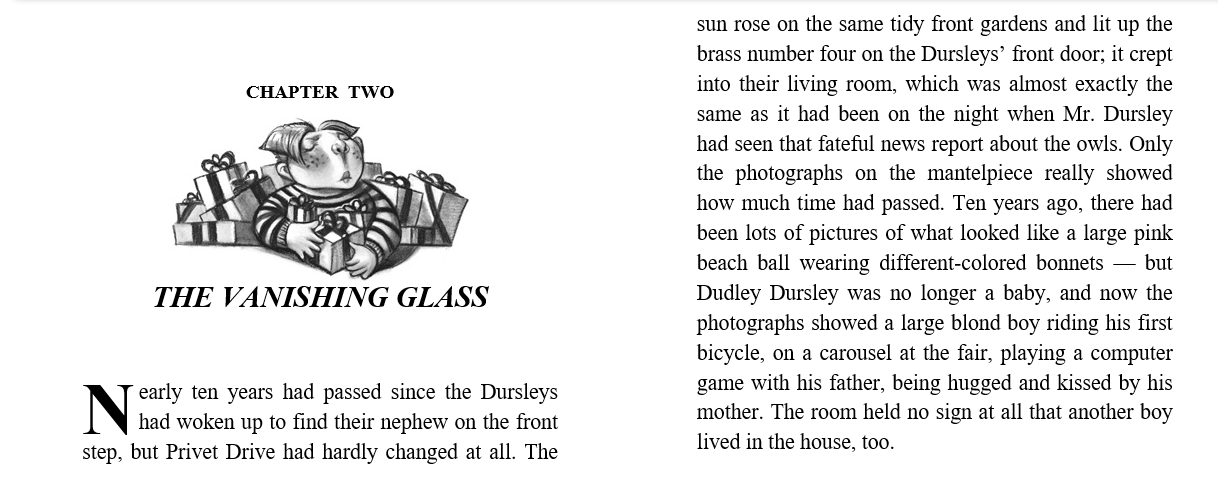 CHAPTER TWO
THE VANISHING GLASS
Nearly ten years had passed since the Dursleys
had woken up to find their nephew on the front
step, but Privet Drive had hardly changed at all. The
sun rose on the same tidy front gardens and lit up the
brass number four on the Dursleys’ front door; it crept
into their living room, which was almost exactly the
same as it had been on the night when Mr. Dursley
had seen that fateful news report about the owls. Only
the photographs on the mantelpiece really showed
how much time had passed. Ten years ago, there had
been lots of pictures of what looked like a large pink
beach ball wearing different-colored bonnets — but
Dudley Dursley was no longer a baby, and now the
photographs showed a large blond boy riding his first
bicycle, on a carousel at the fair, playing a computer
game with his father, being hugged and kissed by his
mother. The room held no sign at all that another boy
lived in the house, too.